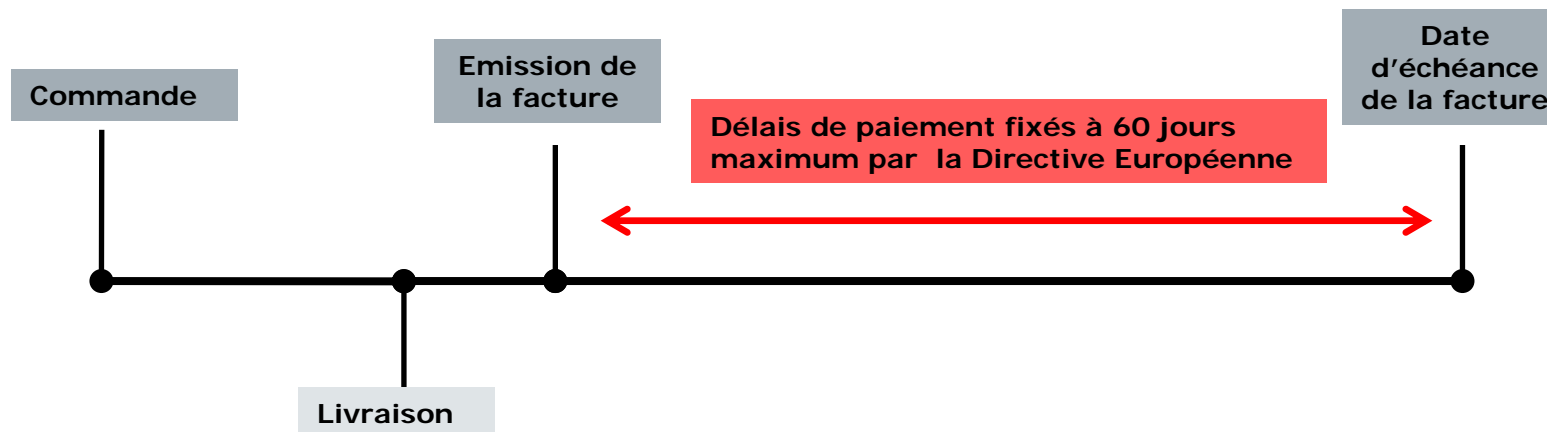 Commande
Emission de
la facture
Délais de paiement fixés à 60 jours
maximum par  la Directive Européenne
Date
d'échéance
de la facture
Livraison